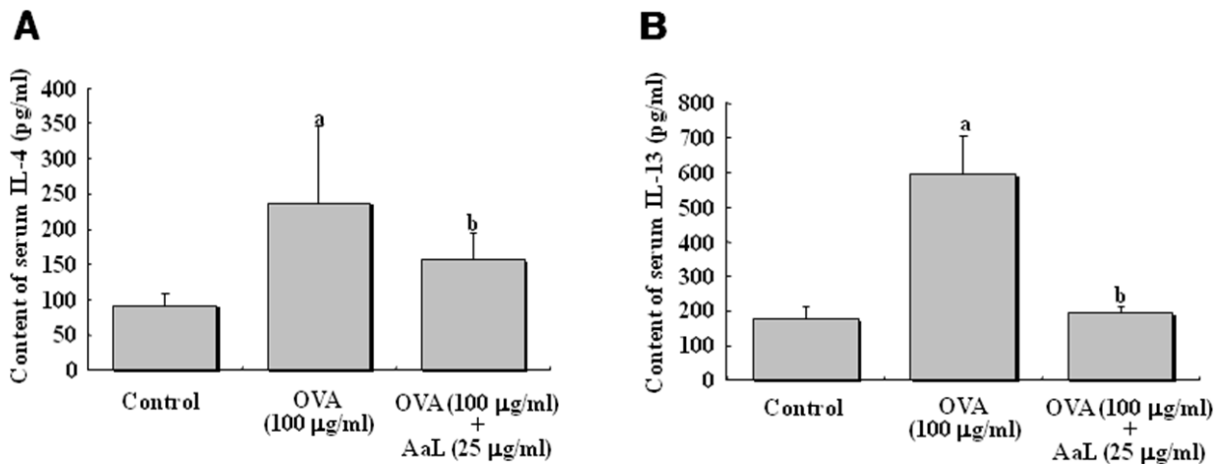 A
Content of serum IL-4 (pg/ml)
400
350
300
250
200
150
100
50
0
a
b
Control
OVA
(100 μg/ml)
OVA (100 μg/ml)
+
AaL (25 μg/ml)
B
Content of serum IL-13 (pg/ml)
800
700
600
500
400
300
200
100
0
a
b
Control
OVA
(100 μg/ml)
OVA (100 μg/ml)
+
AaL (25 μg/ml)